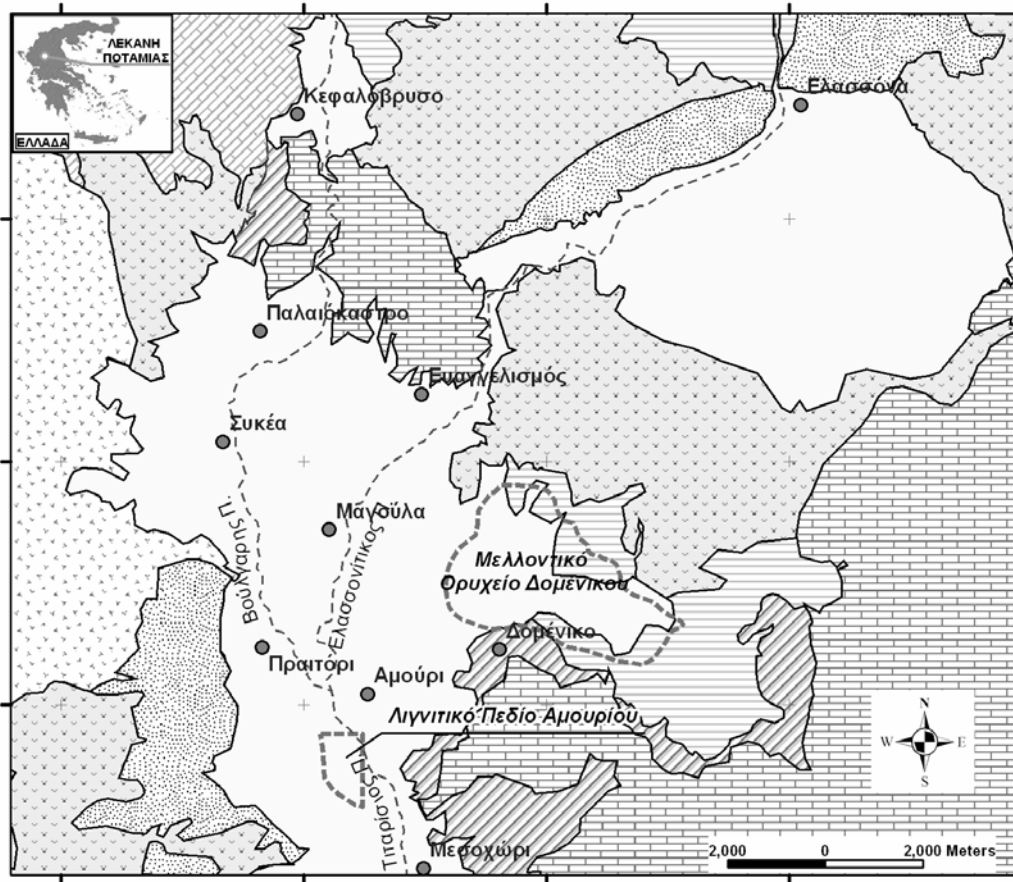 ΛΕΚΑΝΗ
ΠΟΤΑΜΙΑΣ
ΕΛΛΑΔΑ
Κεφαλόβρυσο
Ελασσόνα
Παλαιόκαστρο
Ευαγγελισμός
Συκέα
Μαγούλα
Βούλγαρης Π.
Ελασσονίτικος
Μελλοντικό
Ορυχείο Δομένικου
Δομένικο
Πραιτόρι
Αμούρι
Λιγνιτικό Πεδίο Αμουρίου
Τιταρίσιος Π.
Μεσοχώρι
N
W
E
S
2,000
0
2,000 Meters